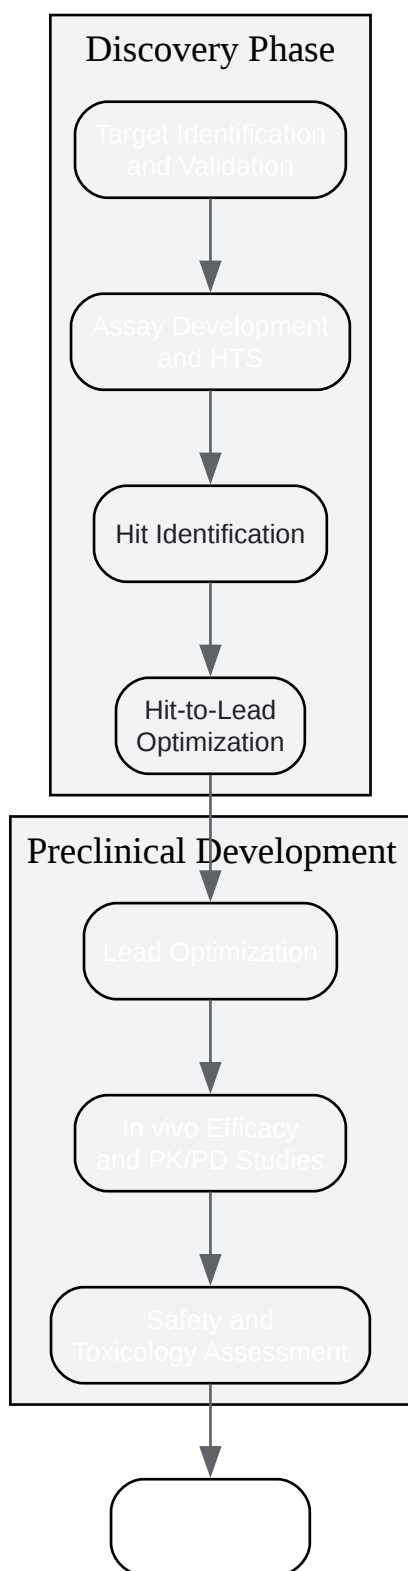 Discovery Phase
Target Identification
and Validation
Assay Development
and HTS
Hit Identification
Hit-to-Lead
Optimization
Preclinical Development
Lead Optimization
In vivo Efficacy
and PK/PD Studies
Safety and
Toxicology Assessment